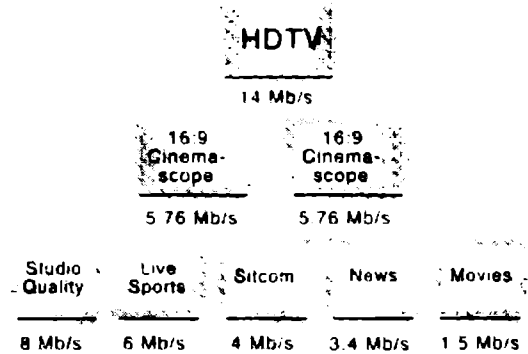 HDTV
14 Mb/s
16:9 16:9
Cinema- Cinema-
scope scope
5.76 Mb/s 5.76 Mb/s
Studio Live Sitcom News Movies
Quality Sports
8 Mb/s 6 Mb/s 4 Mb/s 3.4 Mb/s 1.5 Mb/s